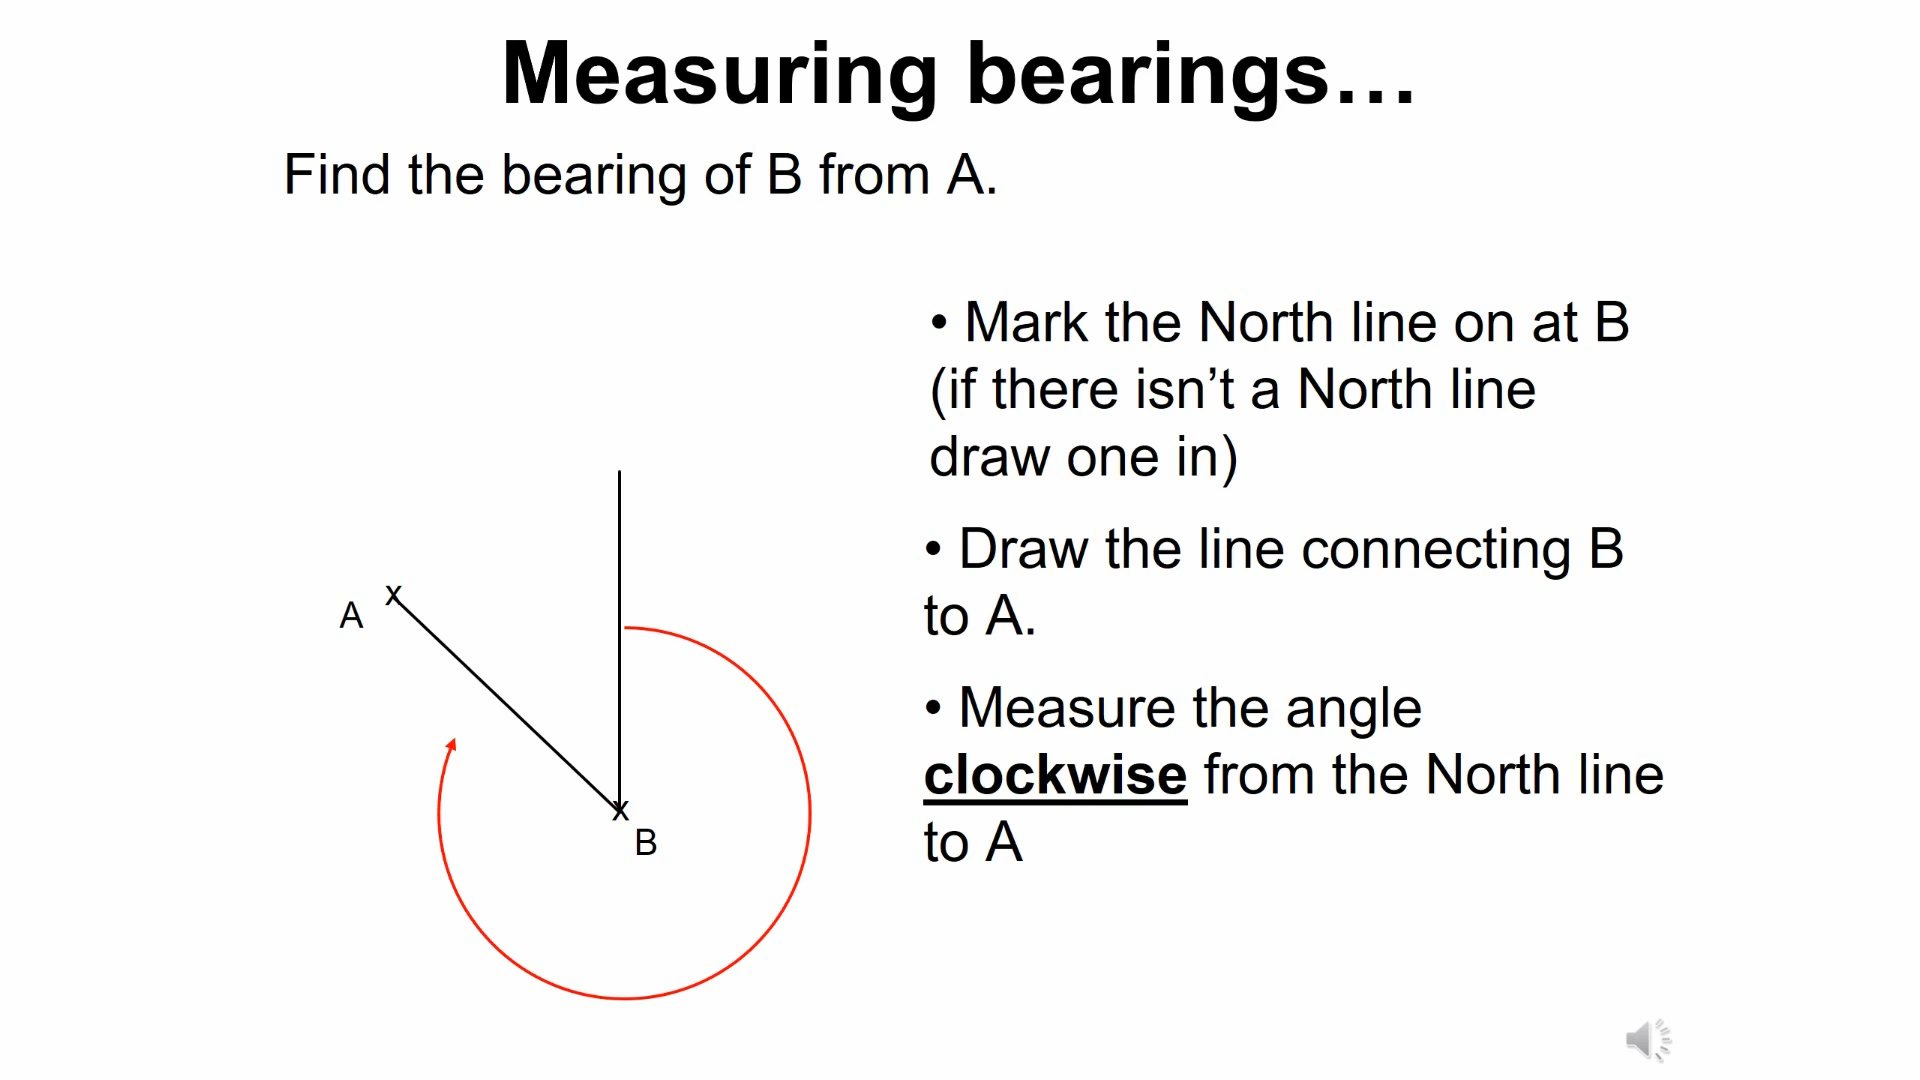 Measuring bearings…
Find the bearing of B from A.
• Mark the North line on at B
(if there isn’t a North line
draw one in)
• Draw the line connecting B
to A.
• Measure the angle
clockwise from the North line
to A
x
A
x
B